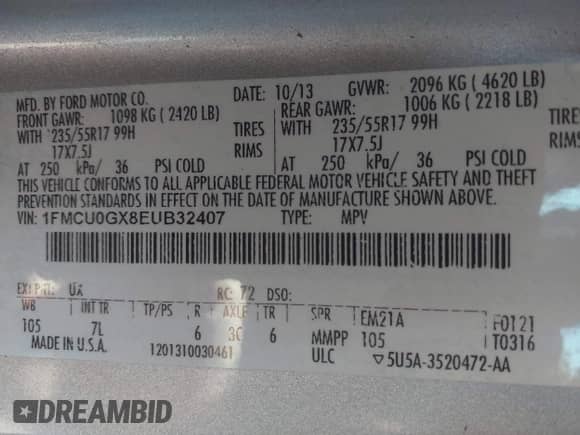 MFD. BY FORD MOTOR CO. DATE: 10/13 GVWR: 2096 KG ( 4620 LB)
FRONT GAWR: 1098 KG ( 2420 LB) REAR GAWR: 1006 KG ( 2218 LB)
WITH 235/55R17 99H TIRES WITH 235/55R17 99H TIRES
17X7.5J RIMS 17X7.5J RIMS
AT 250 kPa/ 36 PSI COLD AT 250 kPa/ 36 PSI COLD
THIS VEHICLE CONFORMS TO ALL APPLICABLE FEDERAL MOTOR VEHICLE SAFETY AND THEFT
PREVENTION STANDARDS IN EFFECT ON THE DATE OF MANUFACTURE SHOWN ABOVE.
VIN: 1FMCU0GX8EUB32407 TYPE: MPV
EXT PNT: UX RC: 72 DSO:
WB INT TR TP/PS R AXLE TR SPR EM21A F0121
105 7L 6 3C 6 MMPP 105 T0316
MADE IN U.S.A. 1201310030461 ULC 5U5A-3520472-AA
DREAMBID